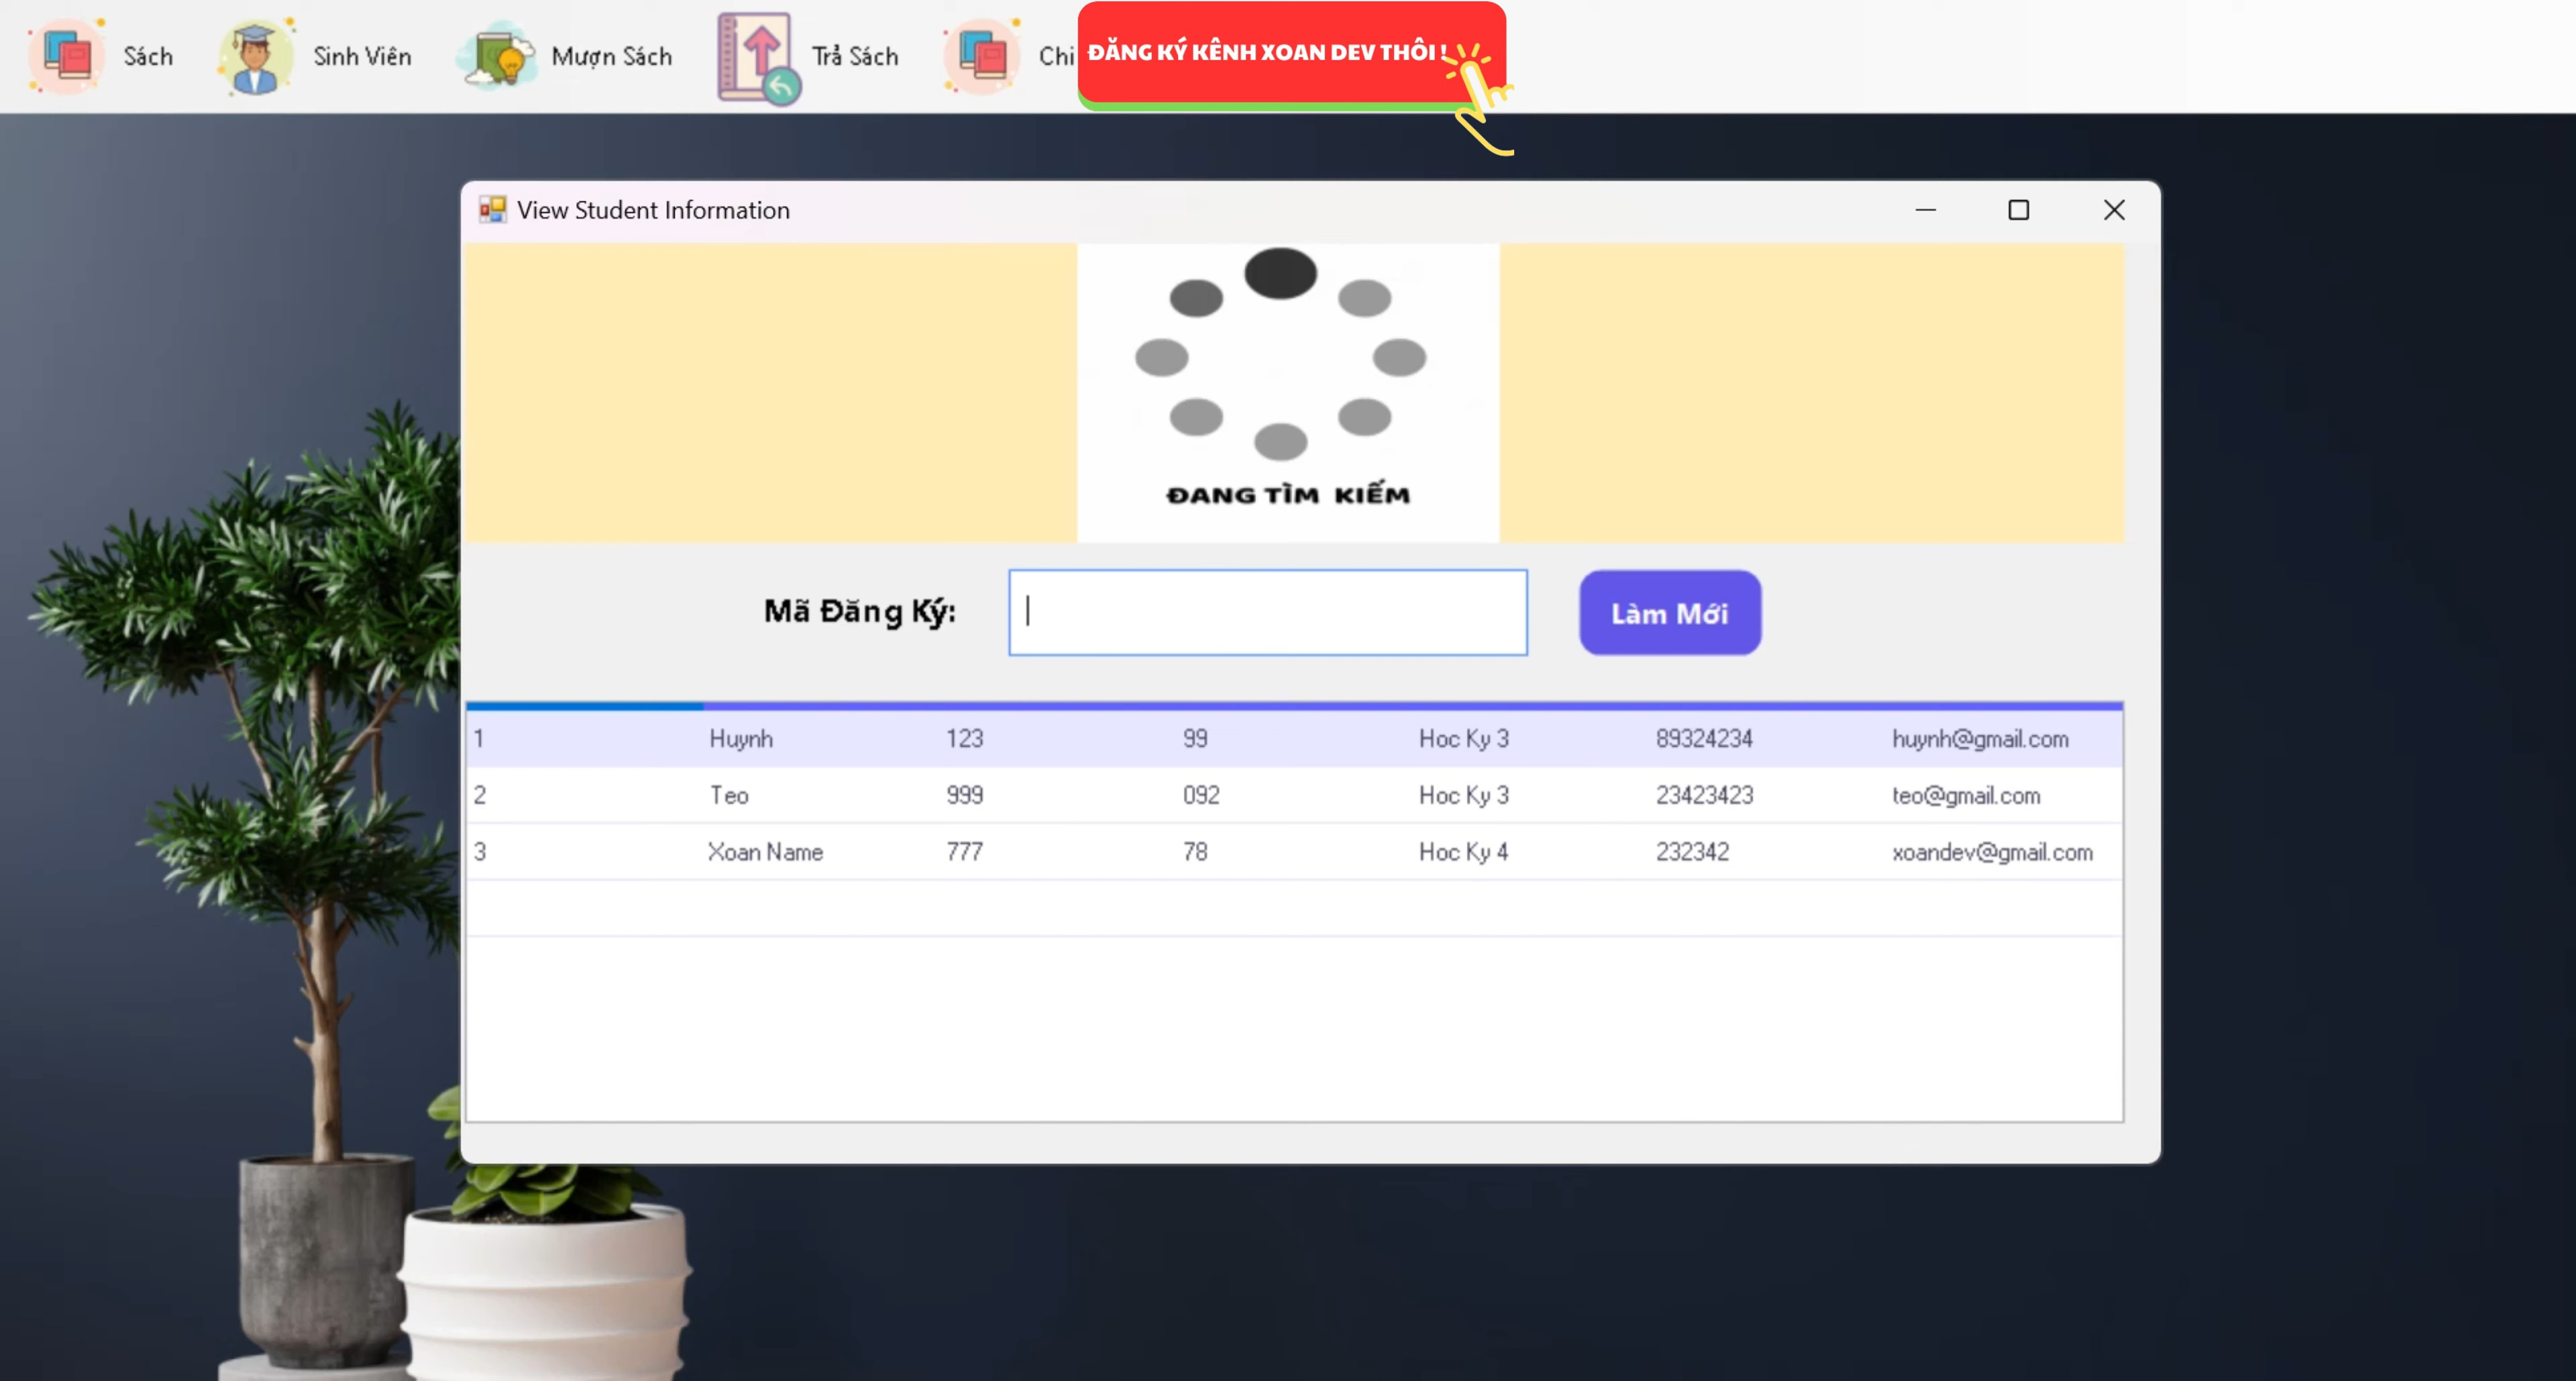 Sách
Sinh Viên
Mượn Sách
Trả Sách
Chi
ĐĂNG KÝ KÊNH XOAN DEV THÔI !
View Student Information
ĐANG TÌM KIẾM
Mã Đăng Ký:
Làm Mới
1 Huynh 123 99 Hoc Ky 3 89324234 huynh@gmail.com
2 Teo 999 092 Hoc Ky 3 23423423 teo@gmail.com
3 Xoan Name 777 78 Hoc Ky 4 232342 xoandev@gmail.com